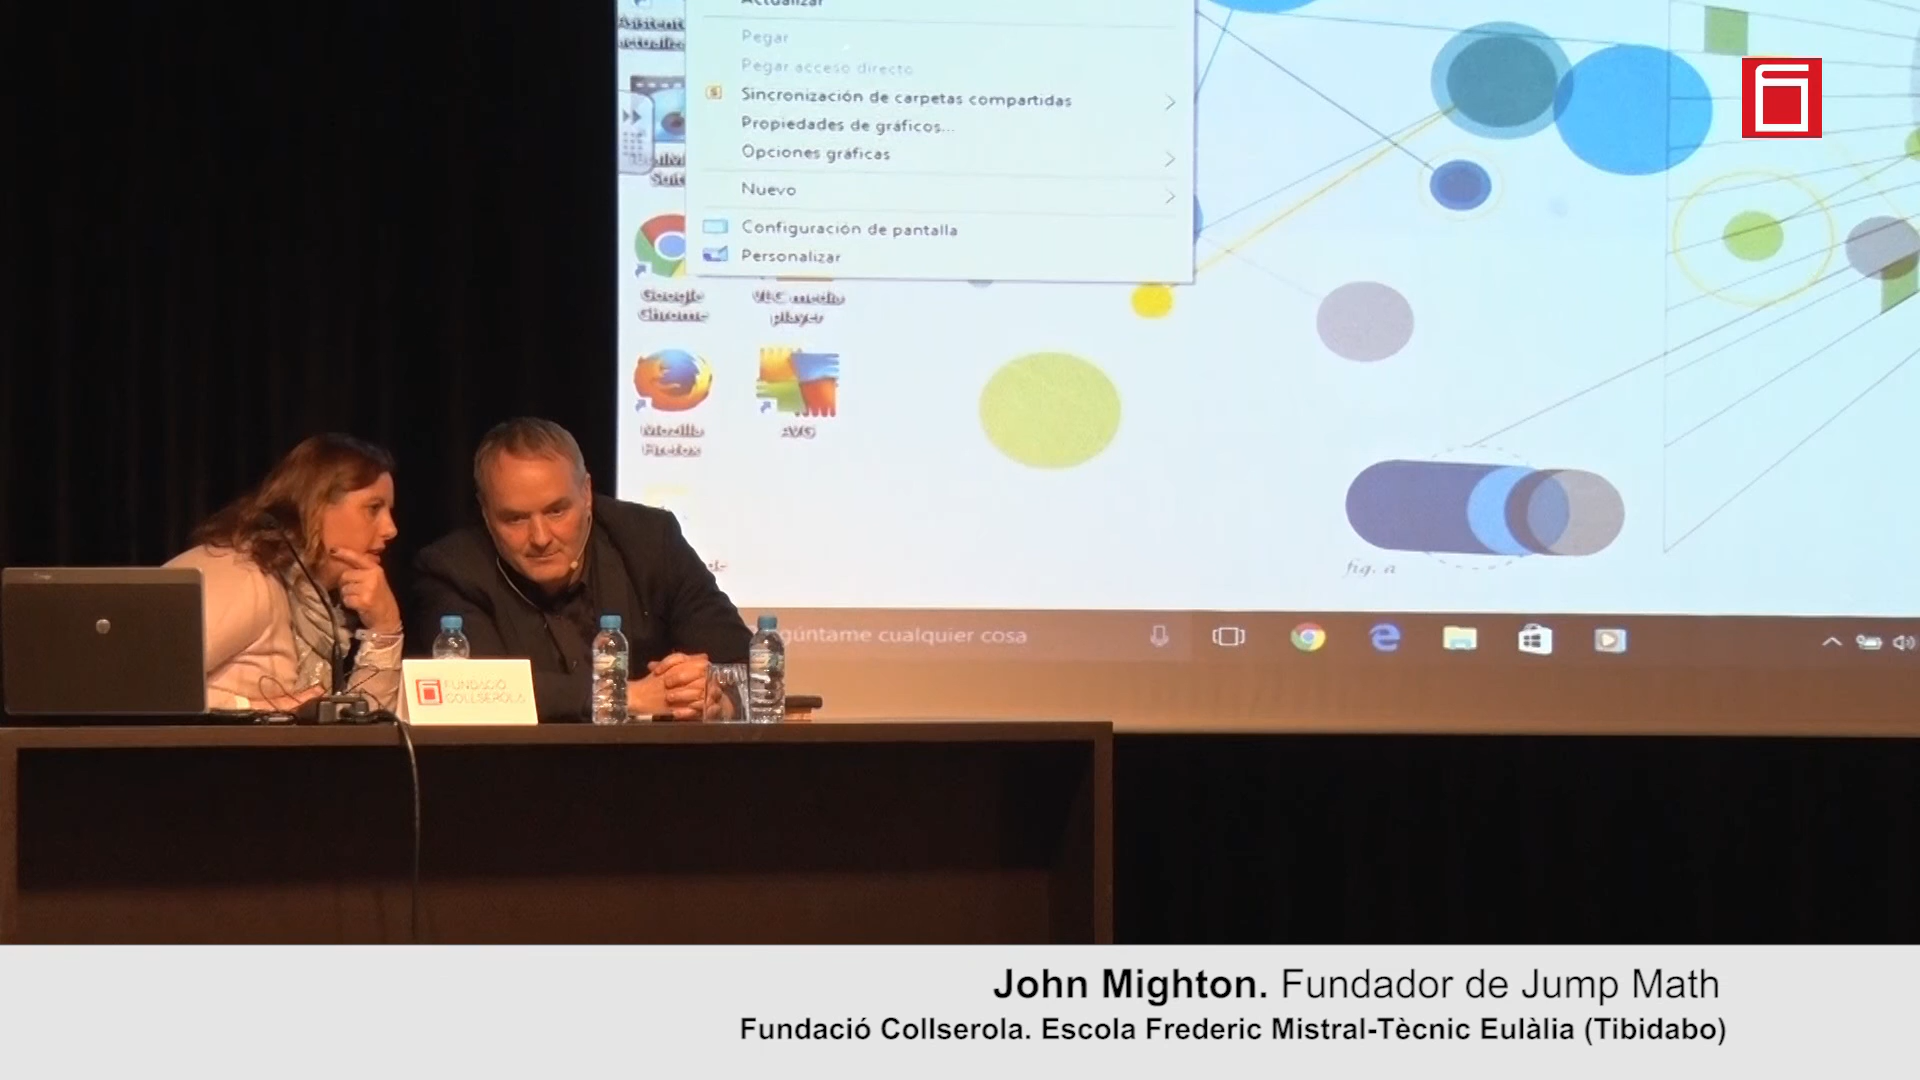 Actualizar
Pegar
Pegar acceso directo
Sincronización de carpetas compartidas
Propiedades de gráficos...
Opciones gráficas
Nuevo
Configuración de pantalla
Personalizar
Google
Chrome
VLC media
player
Mozilla
Firefox
AVG
fig. a
gúntame cualquier cosa
FUNDACIÓ
COLLSEROLA
John Mighton. Fundador de Jump Math
Fundació Collserola. Escola Frederic Mistral-Tècnic Eulàlia (Tibidabo)